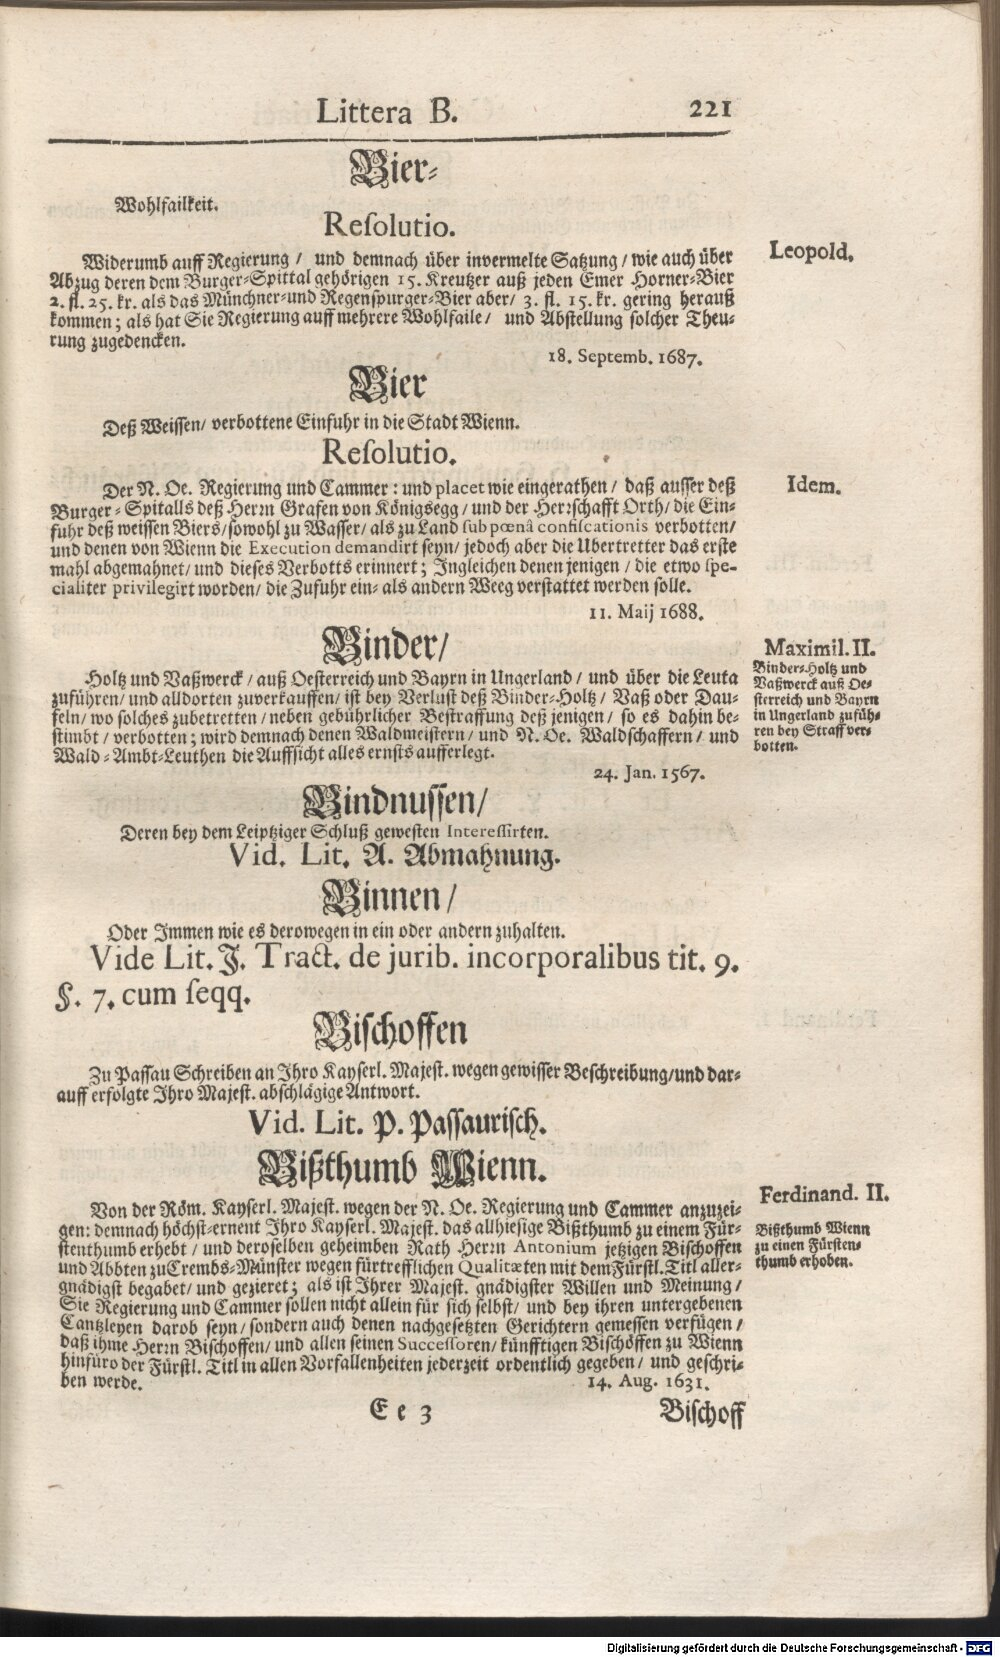 Littera B. 221
Bier-
Wohlfailkeit.
Resolutio.
Leopold.
Widerumb auff Regierung / und demnach über invermelte Satzung / wie auch über
Abzug deren dem Burger-Spittal gehörigen 15. Kreutzer auß jeden Emer Horner-Bier
2. fl. 25. kr. als das Münchner-und Regenspurger-Bier aber / 3. fl. 15. kr. gering herauß
kommen; als hat Sie Regierung auff mehrere Wohlfaile / und Abstellung solcher Theu-
rung zugedencken.
18. Septemb. 1687.
Bier
Deß Weissen / verbottene Einfuhr in die Stadt Wienn.
Resolutio.
Idem.
Der N. Oe. Regierung und Cammer: und placet wie eingerathen / daß ausser deß
Burger-Spitalls deß Herrn Grafen von Königsegg / und der Herrschafft Orth / die Ein-
fuhr deß weissen Biers / sowohl zu Wasser / als zu Land sub pœnâ confiscationis verbotten /
und denen von Wienn die Execution demandirt seyn / jedoch aber die Ubertretter das erste
mahl abgemahnet / und dieses Verbotts erinnert; Ingleichen denen jenigen / die etwo spe-
cialiter privilegirt worden / die Zufuhr ein- als andern Weeg verstattet werden solle.
11. Maij 1688.
Binder /
Maximil. II.
Binder-Holtz und
Vaßwerck auß Oe-
sterreich und Bayrn
in Ungerland zufüh-
ren bey Straff ver-
botten.
Holtz und Vaßwerck / auß Oesterreich und Bayrn in Ungerland / und über die Leuta
zuführen / und alldorten zuverkauffen / ist bey Verlust deß Binder-Holtz / Vaß oder Dau-
feln / wo solches zubetretten / neben gebührlicher Bestraffung deß jenigen / so es dahin be-
stimbt / verbotten; wird demnach denen Waldmeistern / und N. Oe. Waldschaffern / und
Wald-Ambt-Leuthen die Auffsicht alles ernsts aufferlegt.
24. Jan. 1567.
Bindnussen /
Deren bey dem Leiptziger Schluß gewesten Interessirten.
Vid. Lit. A. Abmahnung.
Binnen /
Oder Immen wie es derowegen in ein oder andern zuhalten.
Vide Lit. J. Tract. de jurib. incorporalibus tit. 9.
§. 7. cum seqq.
Bischoffen
Zu Passau Schreiben an Ihro Kayserl. Majest. wegen gewisser Beschreibung / und dar-
auff erfolgte Ihro Majest. abschlägige Antwort.
Vid. Lit. P. Passaurisch.
Bißthumb Wienn.
Ferdinand. II.
Bißthumb Wienn
zu einen Fürsten-
thumb erhoben.
Von der Röm. Kayserl. Majest. wegen der N. Oe. Regierung und Cammer anzuzei-
gen: demnach höchst-ernent Ihro Kayserl. Majest. das allhiesige Bißthumb zu einem Für-
stenthumb erhebt / und deroselben geheimben Rath Herrn Antonium jetzigen Bischoffen
und Abbten zu Crembs-Münster wegen fürtrefflichen Qualitæten mit dem Fürstl. Titl aller-
gnädigst begabet / und gezieret; als ist Ihrer Majest. gnädigster Willen und Meinung /
Sie Regierung und Cammer sollen nicht allein für sich selbst / und bey ihren untergebenen
Cantzleyen darob seyn / sondern auch denen nachgesetzten Gerichtern gemessen verfügen /
daß ihme Herrn Bischoffen / und allen seinen Successoren / künfftigen Bischöffen zu Wienn
hinfüro der Fürstl. Titl in allen Vorfallenheiten jederzeit ordentlich gegeben / und geschri-
ben werde.
14. Aug. 1631.
E e 3 Bischoff
Digitalisierung gefördert durch die Deutsche Forschungsgemeinschaft - DFG